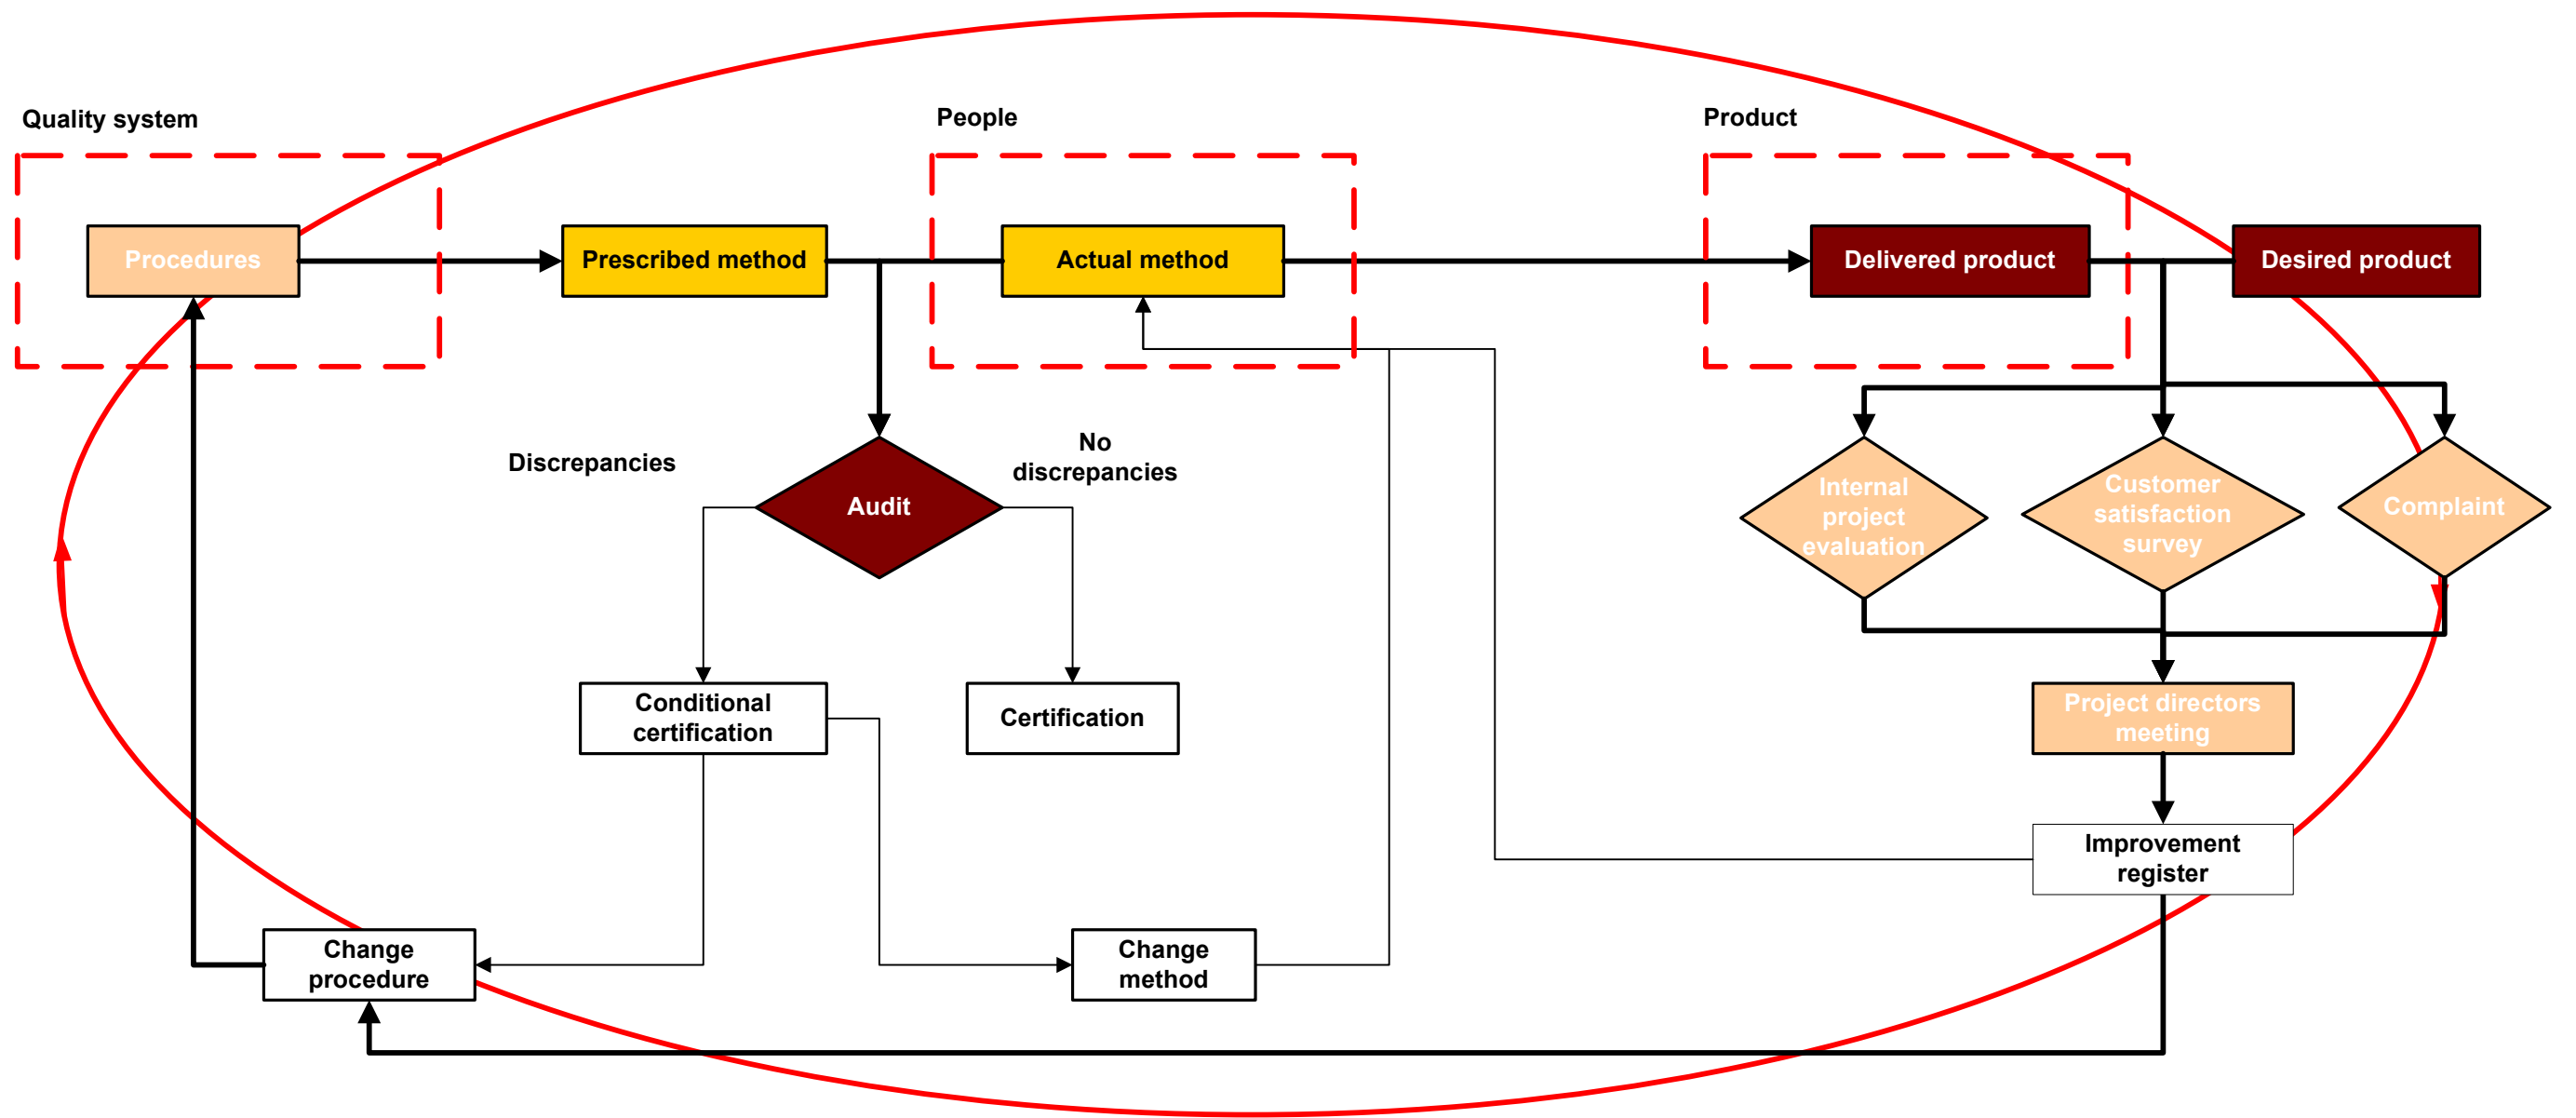 Quality system
People
Product
Procedures
Prescribed method
Actual method
Delivered product
Desired product
Discrepancies
No
discrepancies
Audit
Internal
project
evaluation
Customer
satisfaction
survey
Complaint
Conditional
certification
Certification
Project directors
meeting
Improvement
register
Change
procedure
Change
method